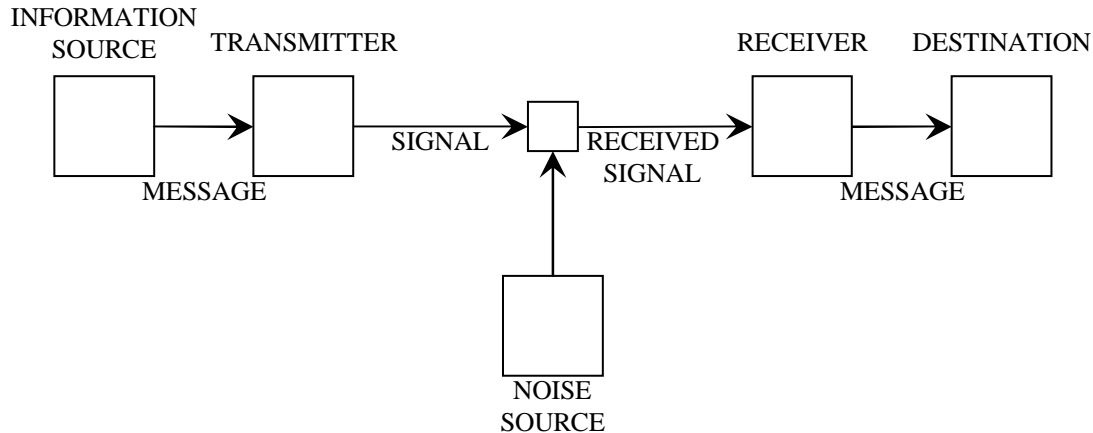 INFORMATION
SOURCE
TRANSMITTER
RECEIVER
DESTINATION
SIGNAL
RECEIVED
SIGNAL
MESSAGE
MESSAGE
NOISE
SOURCE